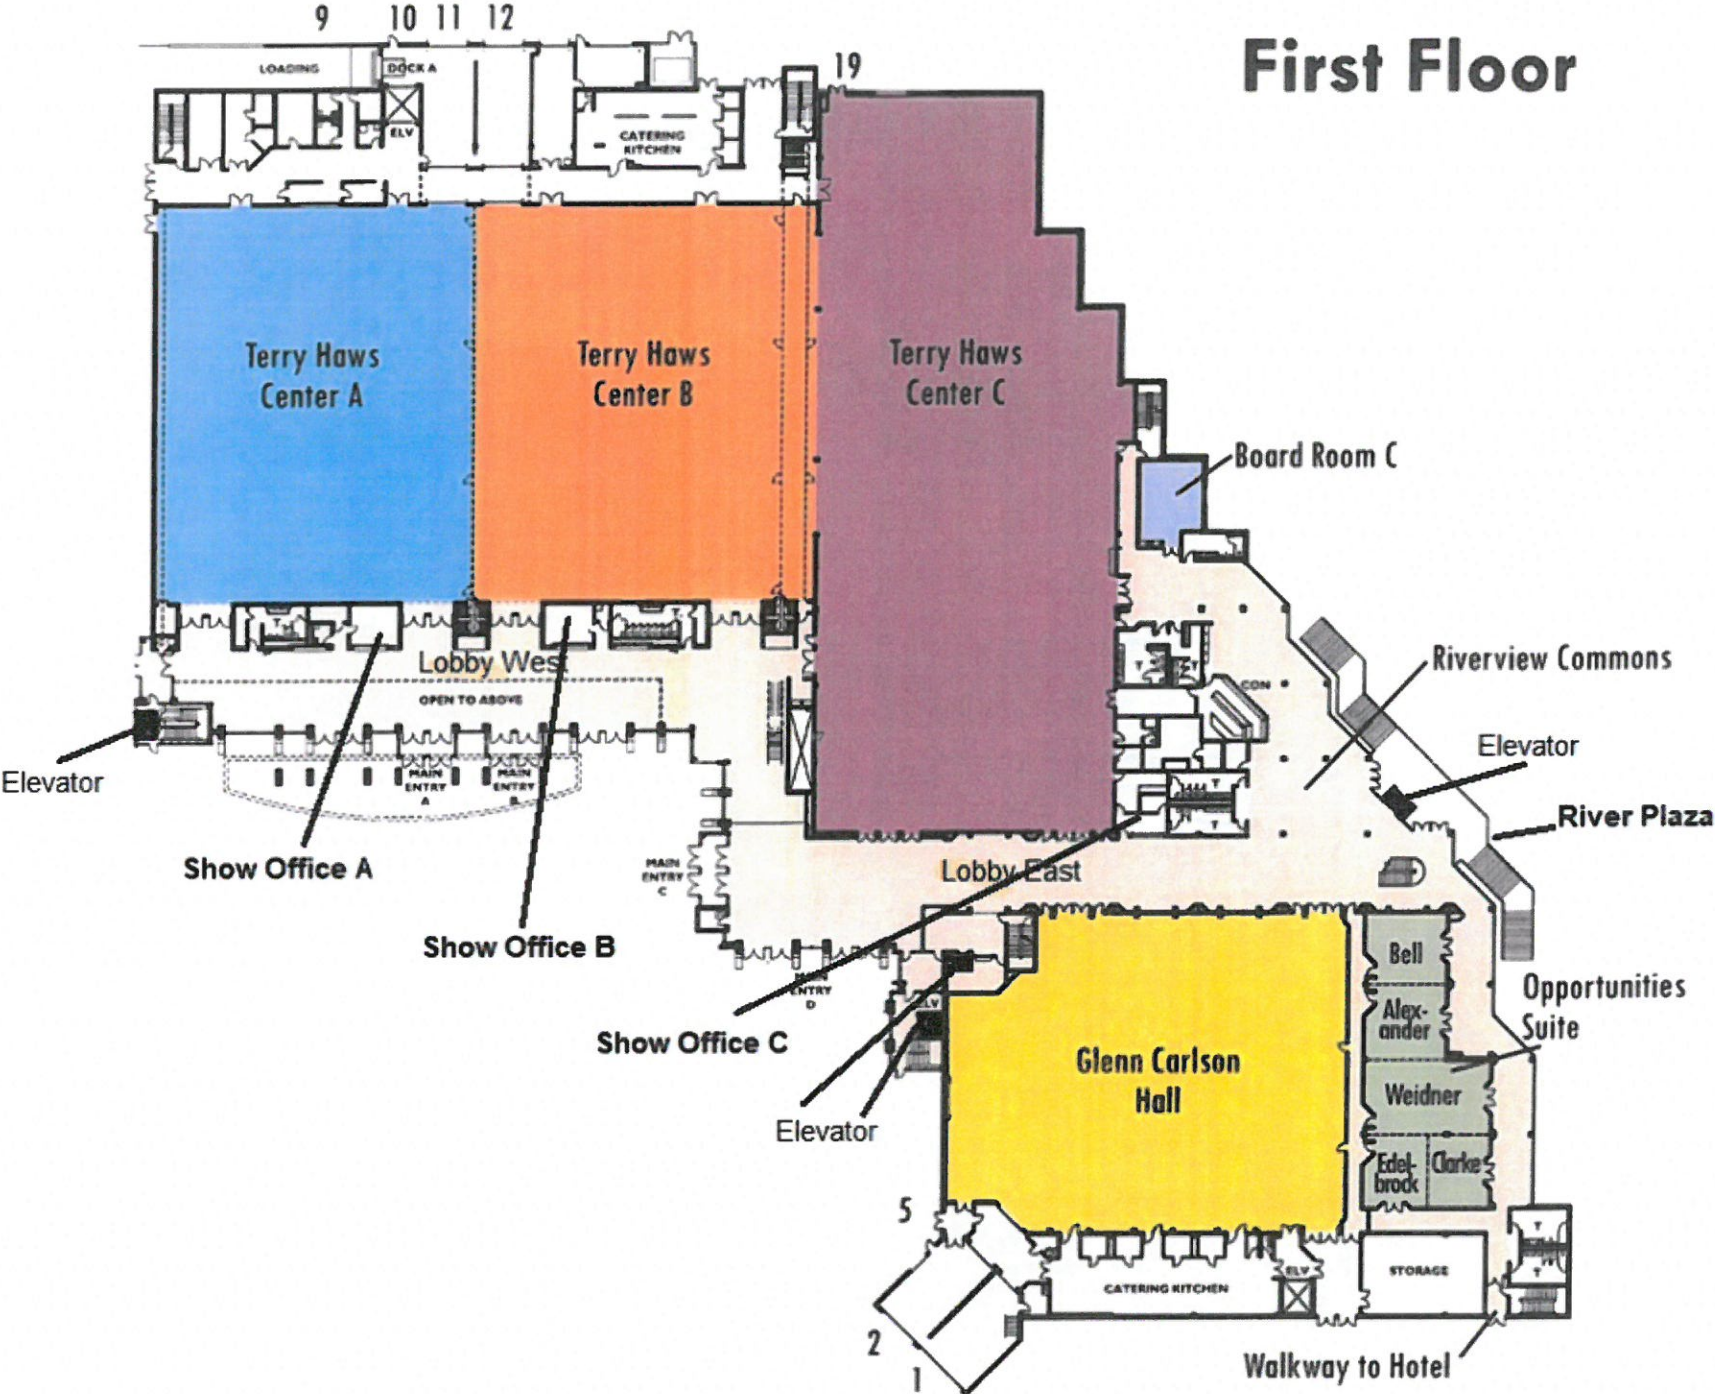 9 10 11 12
First Floor
19
LOADING
DOCK A
ELV
CATERING
KITCHEN
Terry Haws
Center A
Terry Haws
Center B
Terry Haws
Center C
Board Room C
T
T
Lobby West
OPEN TO ABOVE
Riverview Commons
T
T
CON
Elevator
Elevator
MAIN
ENTRY
A
MAIN
ENTRY
B
T
T
River Plaza
Show Office A
MAIN
ENTRY
C
Lobby East
Show Office B
Bell
MAIN
ENTRY
D
ELV
Opportunities
Suite
Alex-
ander
Show Office C
Glenn Carlson
Hall
Weidner
Elevator
Edel-
brock
Clarke
5
T
T
ELV
STORAGE
CATERING KITCHEN
2
1
Walkway to Hotel